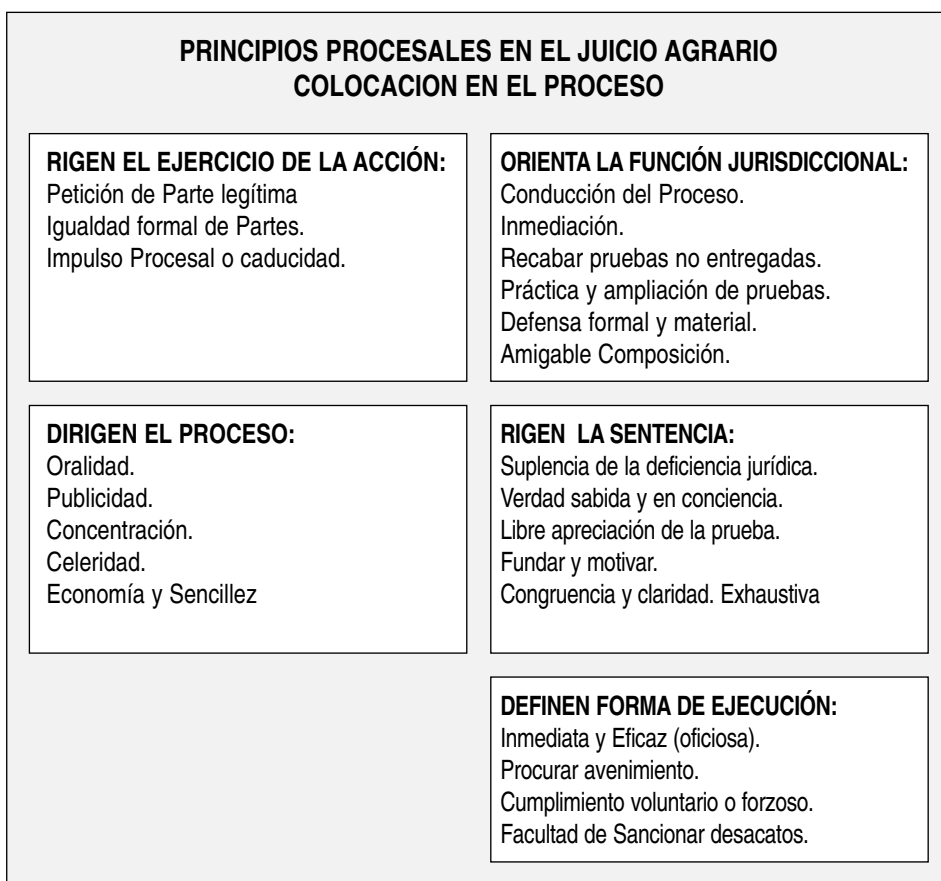 PRINCIPIOS PROCESALES EN EL JUICIO AGRARIO
COLOCACION EN EL PROCESO
RIGEN EL EJERCICIO DE LA ACCIÓN:
Petición de Parte legítima
Igualdad formal de Partes.
Impulso Procesal o caducidad.
ORIENTA LA FUNCIÓN JURISDICCIONAL:
Conducción del Proceso.
Inmediación.
Recabar pruebas no entregadas.
Práctica y ampliación de pruebas.
Defensa formal y material.
Amigable Composición.
DIRIGEN EL PROCESO:
Oralidad.
Publicidad.
Concentración.
Celeridad.
Economía y Sencillez
RIGEN LA SENTENCIA:
Suplencia de la deficiencia jurídica.
Verdad sabida y en conciencia.
Libre apreciación de la prueba.
Fundar y motivar.
Congruencia y claridad. Exhaustiva
DEFINEN FORMA DE EJECUCIÓN:
Inmediata y Eficaz (oficiosa).
Procurar avenimiento.
Cumplimiento voluntario o forzoso.
Facultad de Sancionar desacatos.